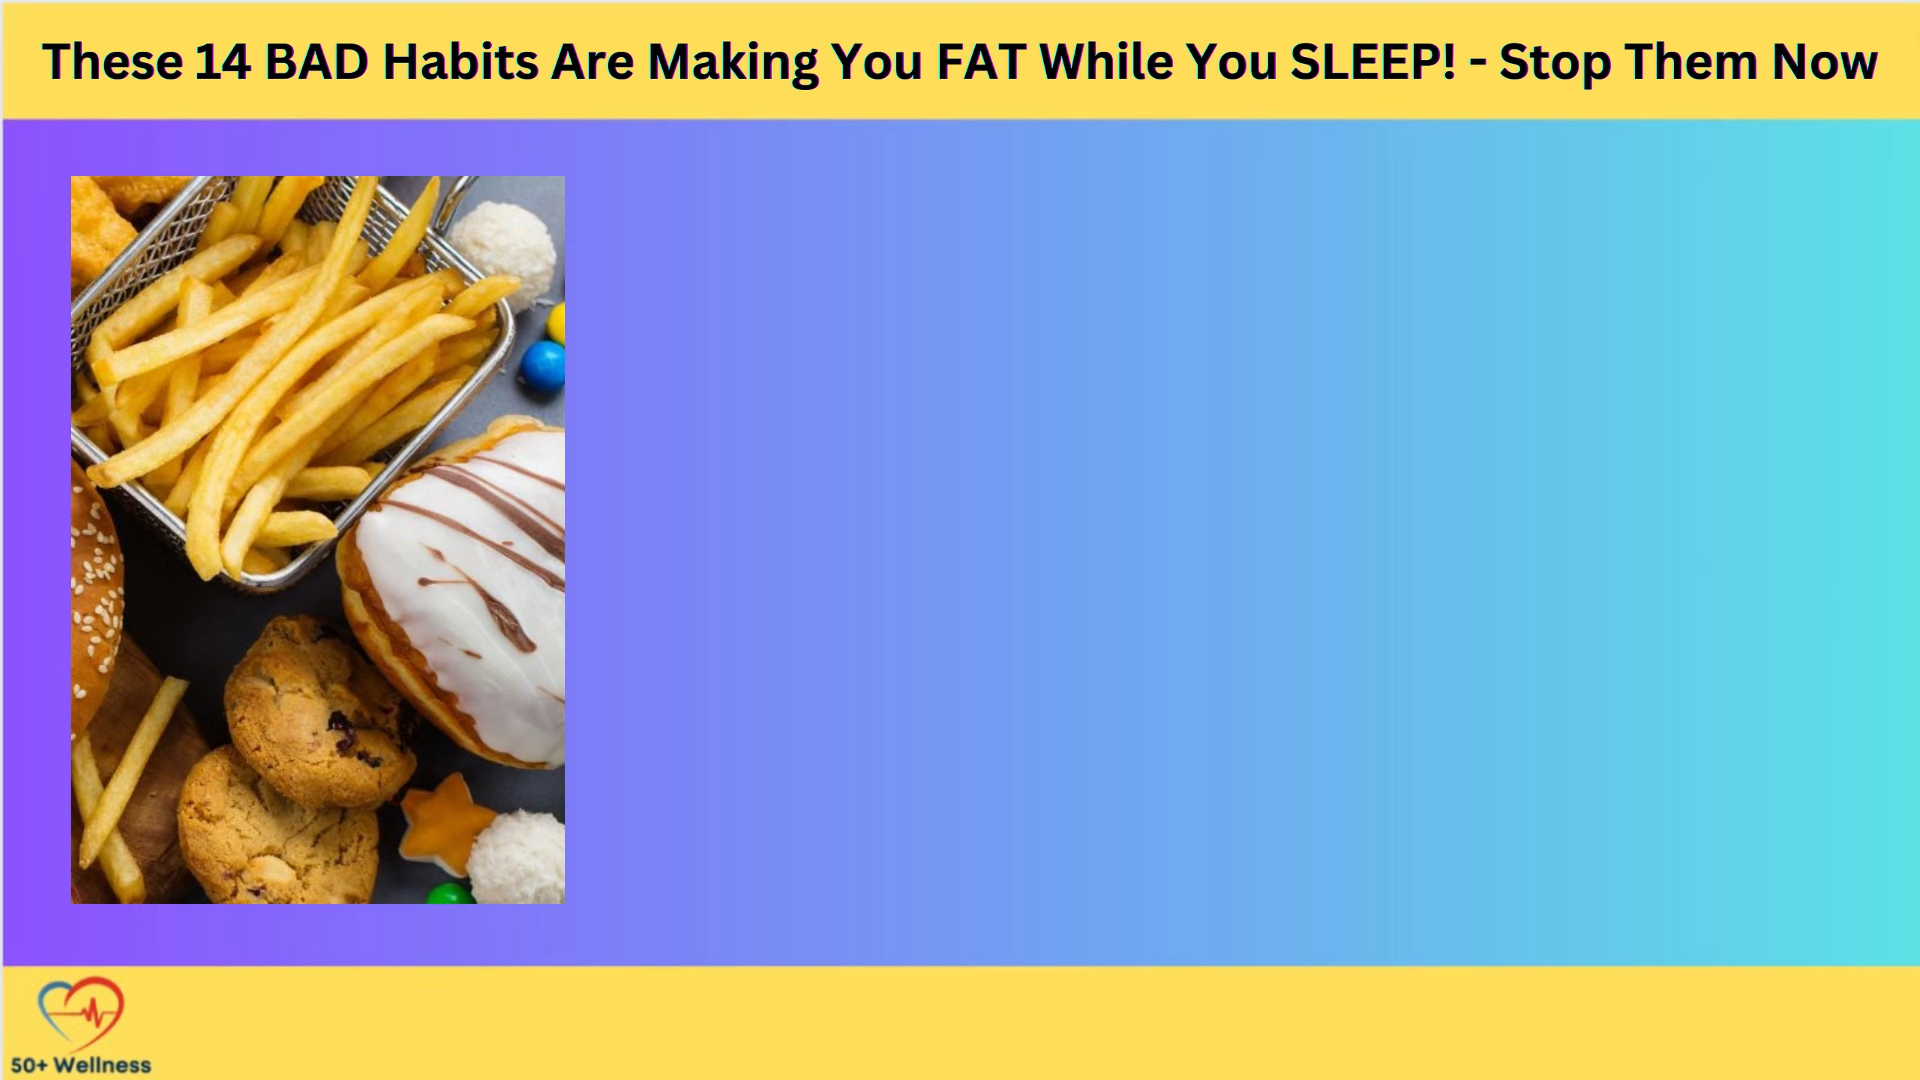 These 14 BAD Habits Are Making You FAT While You SLEEP! - Stop Them Now
50+ Wellness